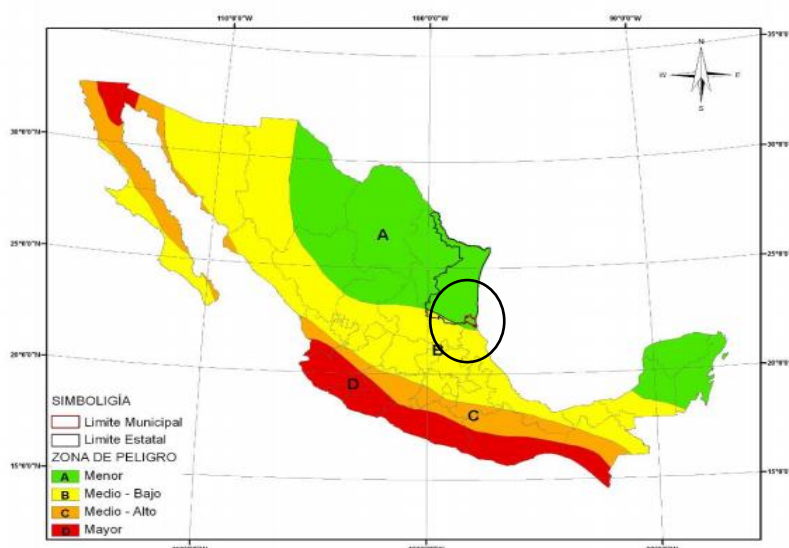 110°0'0"W 100°0'0"W 90°0'0"W
N
W E
S
35°0'0"N
30°0'0"N 30°0'0"N
25°0'0"N 25°0'0"N
20°0'0"N 20°0'0"N
15°0'0"N 15°0'0"N
A
B
D
C
SIMBOLIGÍA
Limite Municipal
Limite Estatal
ZONA DE PELIGRO
A Menor
B Medio - Bajo
C Medio - Alto
D Mayor